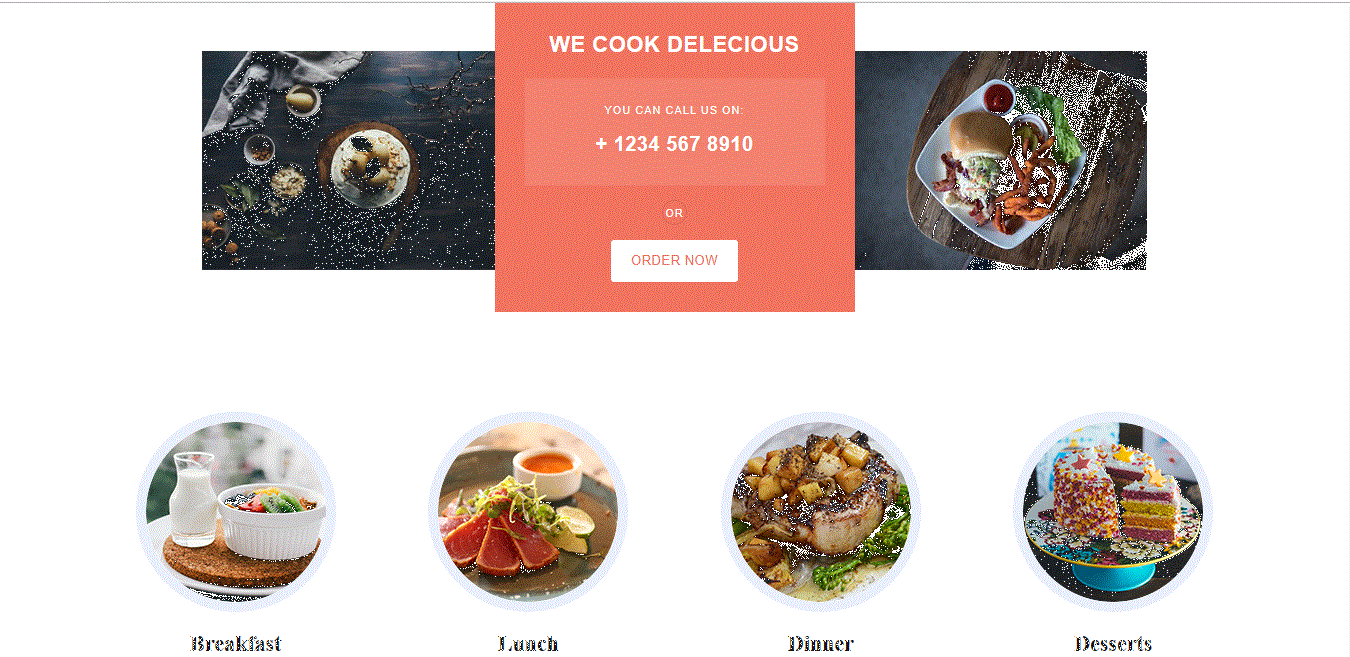 WE COOK DELECIOUS
YOU CAN CALL US ON:
+ 1234 567 8910
OR
ORDER NOW
Breakfast
Lunch
Dinner
Desserts